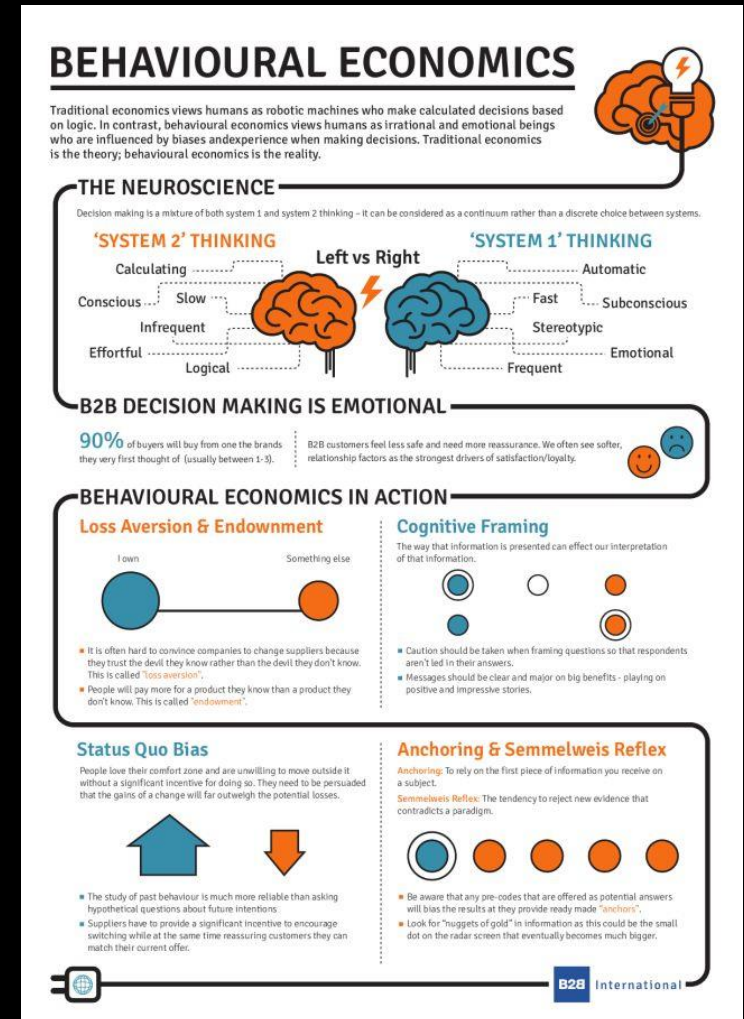 BEHAVIOURAL ECONOMICS
Traditional economics views humans as robotic machines who make calculated decisions based
on logic. In contrast, behavioural economics views humans as irrational and emotional beings
who are influenced by biases andexperience when making decisions. Traditional economics
is the theory; behavioural economics is the reality.
THE NEUROSCIENCE
Decision making is a mixture of both system 1 and system 2 thinking – it can be considered as a continuum rather than a discrete choice between systems.
‘SYSTEM 2’ THINKING
Calculating
Conscious
Slow
Infrequent
Effortful
Logical
Left vs Right
‘SYSTEM 1’ THINKING
Automatic
Fast
Subconscious
Stereotypic
Emotional
Frequent
B2B DECISION MAKING IS EMOTIONAL
90% of buyers will buy from one the brands
they very first thought of (usually between 1-3).
B2B customers feel less safe and need more reassurance. We often see softer,
relationship factors as the strongest drivers of satisfaction/loyalty.
BEHAVIOURAL ECONOMICS IN ACTION
Loss Aversion & Endownment
I own
Something else
It is often hard to convince companies to change suppliers because
they trust the devil they know rather than the devil they don't know.
This is called "loss aversion".
People will pay more for a product they know than a product they
don't know. This is called "endowment".
Cognitive Framing
The way that information is presented can effect our interpretation
of that information.
Caution should be taken when framing questions so that respondents
aren't led in their answers.
Messages should be clear and major on big benefits - playing on
positive and impressive stories.
Status Quo Bias
People love their comfort zone and are unwilling to move outside it
without a significant incentive for doing so. They need to be persuaded
that the gains of a change will far outweigh the potential losses.
The study of past behaviour is much more reliable than asking
hypothetical questions about future intentions
Suppliers have to provide a significant incentive to encourage
switching while at the same time reassuring customers they can
match their current offer.
Anchoring & Semmelweis Reflex
Anchoring: To rely on the first piece of information you receive on
a subject.
Semmelweis Reflex: The tendency to reject new evidence that
contradicts a paradigm.
Be aware that any pre-codes that are offered as potential answers
will bias the results at they provide ready made "anchors".
Look for "nuggets of gold" in information as this could be the small
dot on the radar screen that eventually becomes much bigger.
B2B International